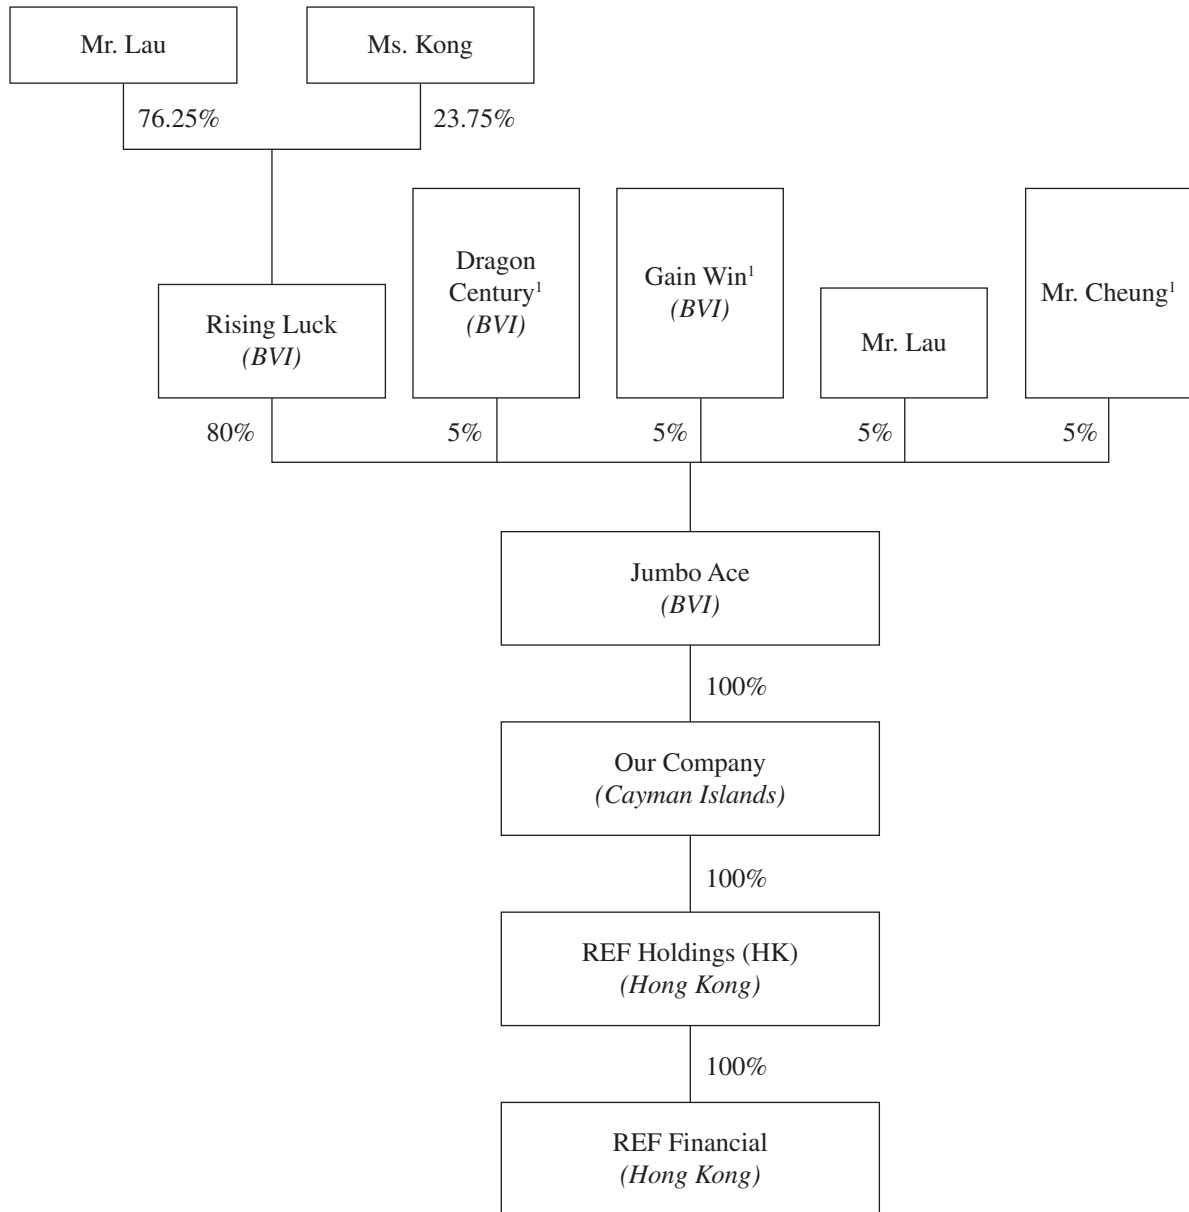 Mr. Lau
Ms. Kong
76.25%
23.75%
Rising Luck
(BVI)
Dragon
Century¹
(BVI)
Gain Win¹
(BVI)
Mr. Lau
Mr. Cheung¹
80%
5%
5%
5%
5%
Jumbo Ace
(BVI)
100%
Our Company
(Cayman Islands)
100%
REF Holdings (HK)
(Hong Kong)
100%
REF Financial
(Hong Kong)